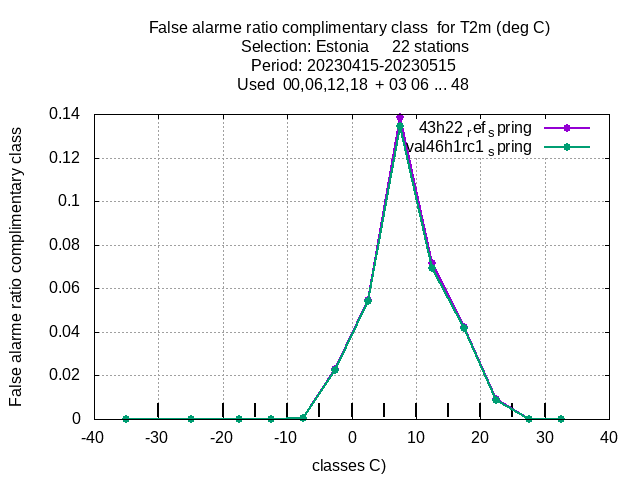 False alarme ratio complimentary class  for T2m (deg C)
Selection: Estonia     22 stations
Period: 20230415-20230515
Used  00,06,12,18  + 03 06 ... 48
False alarme ratio complimentary class
0.14
0.12
0.1
0.08
0.06
0.04
0.02
0
43h22 ref spring
val46h1rc1 spring
-40 -30 -20 -10 0 10 20 30 40
classes C)